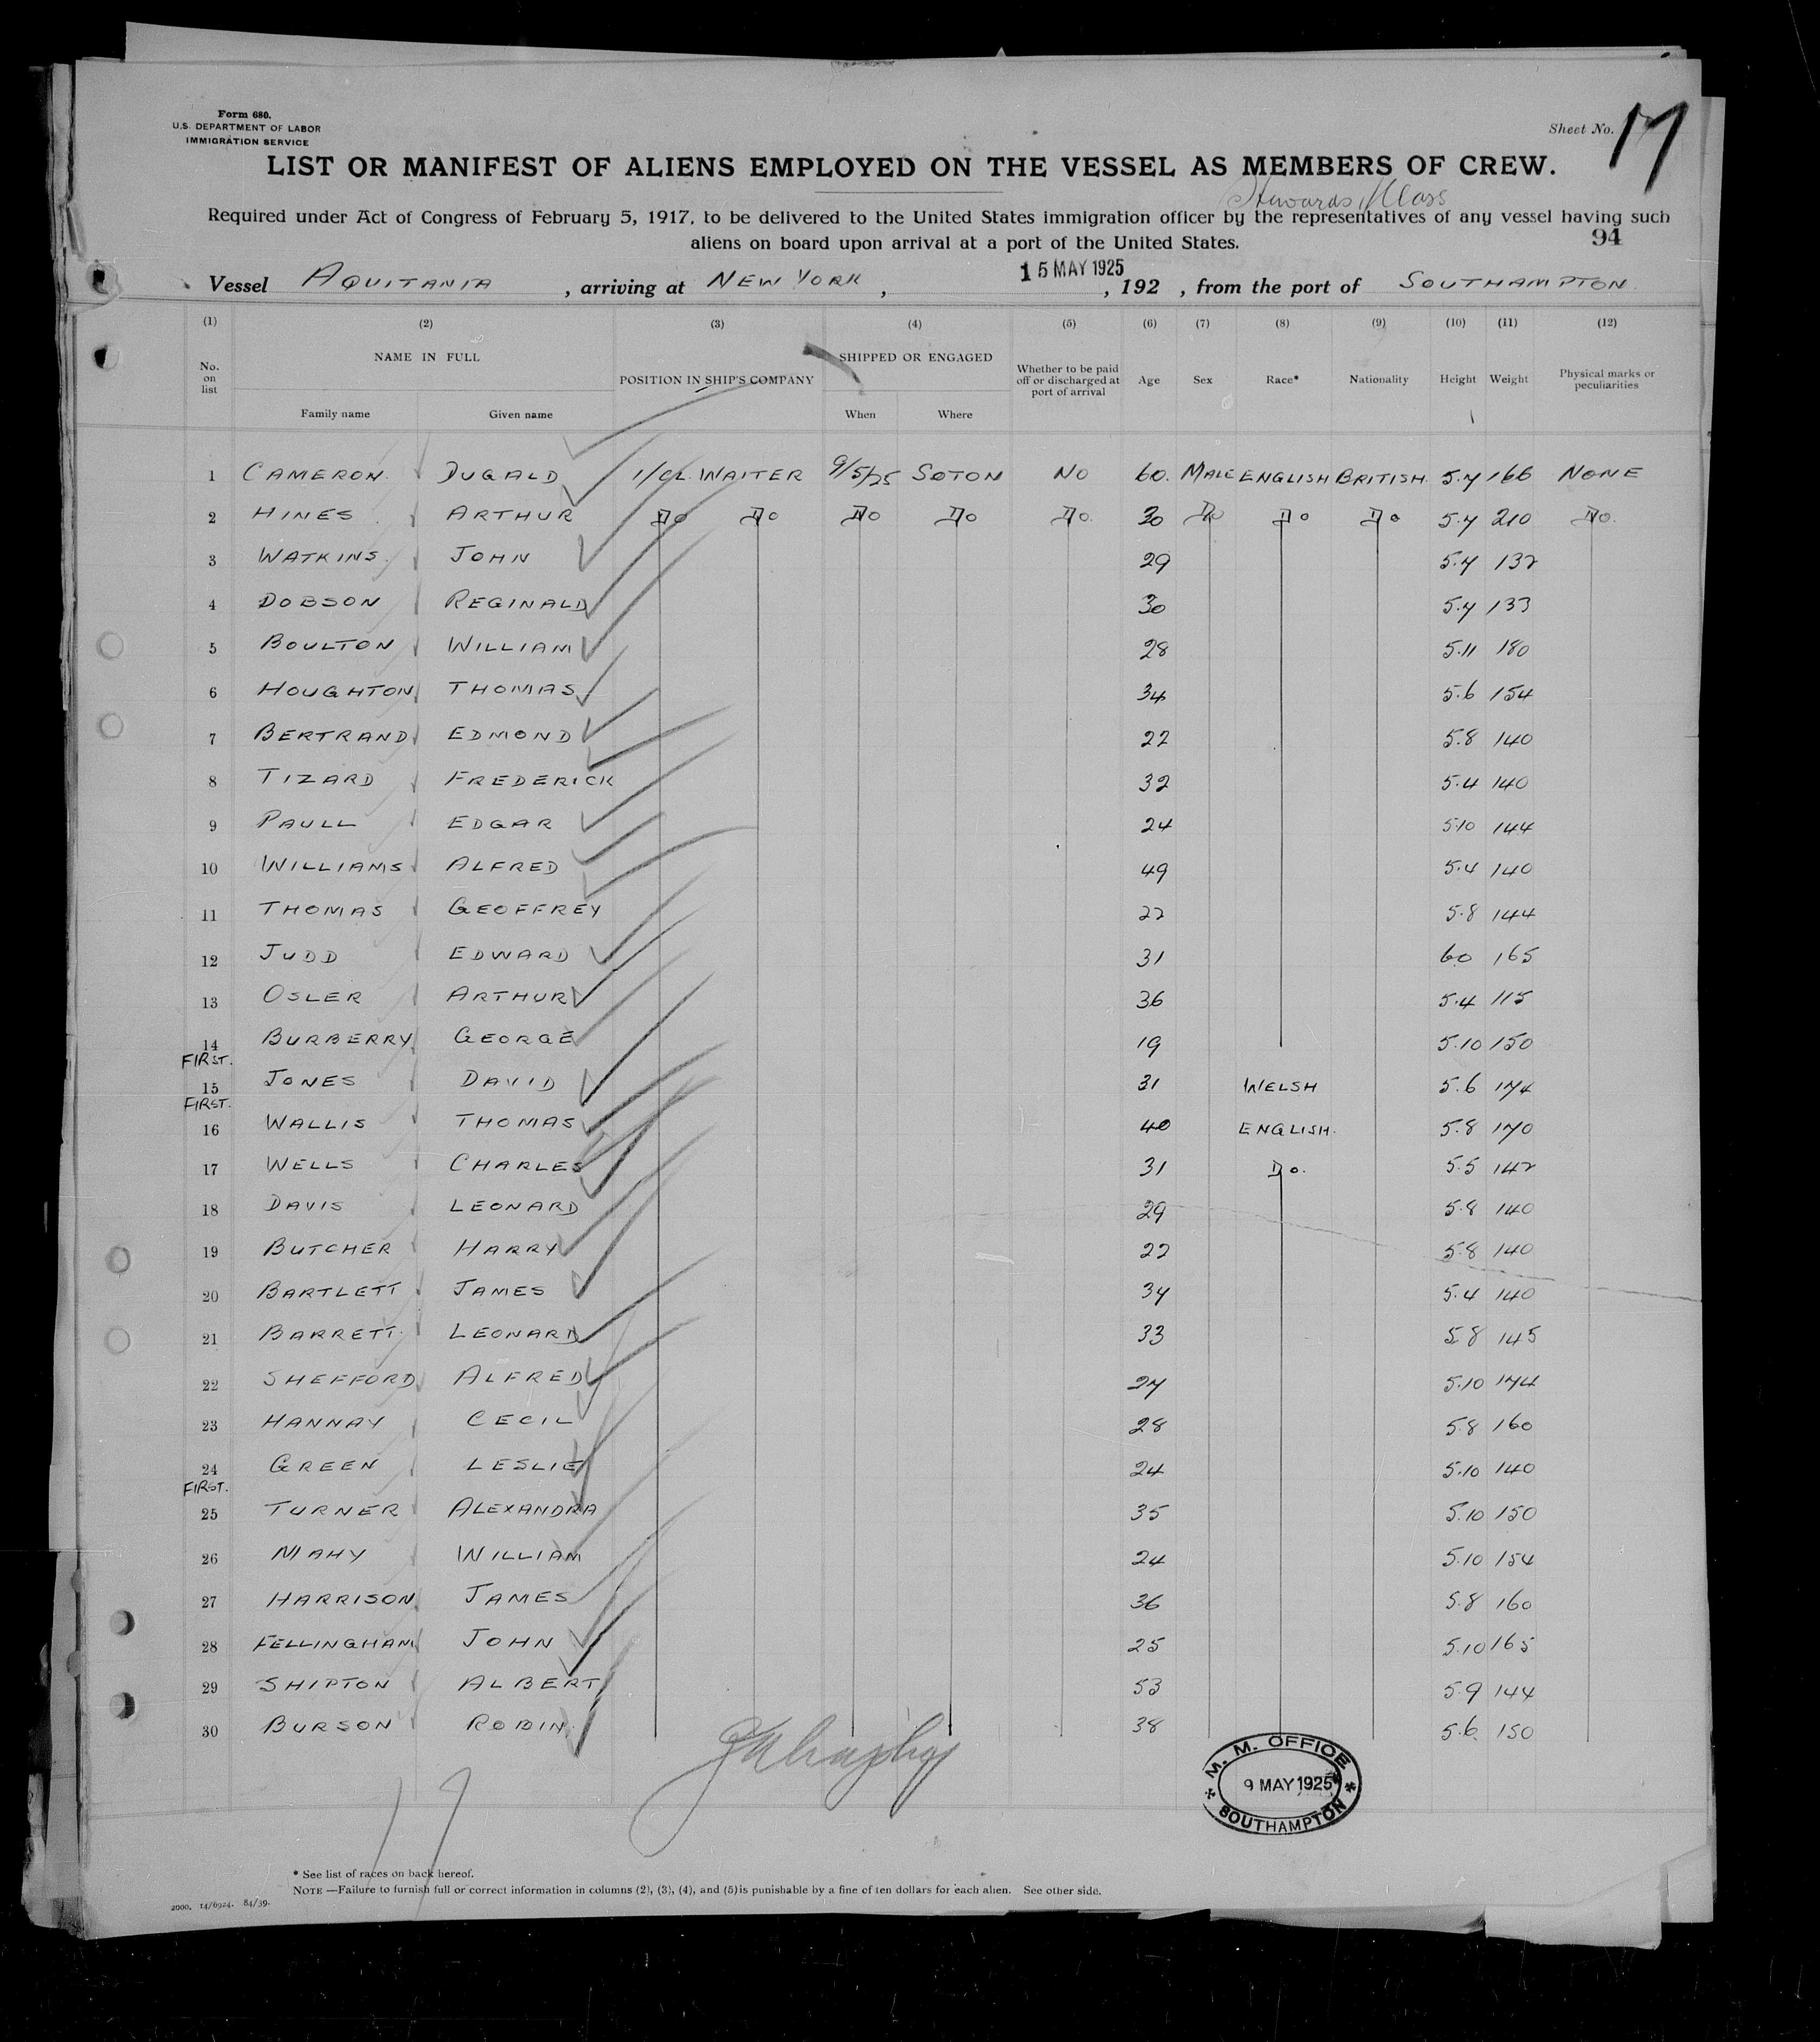 Form 680.
U.S. DEPARTMENT OF LABOR
IMMIGRATION SERVICE
Sheet No. 17
LIST OR MANIFEST OF ALIENS EMPLOYED ON THE VESSEL AS MEMBERS OF CREW.
Stewards 1/Class
Required under Act of Congress of February 5, 1917, to be delivered to the United States immigration officer by the representatives of any vessel having such
aliens on board upon arrival at a port of the United States.
94
Vessel AQUITANIA, arriving at NEW YORK, 15 MAY 1925, 192 , from the port of SOUTHAMPTON.
(1) (2) (3) (4) (5) (6) (7) (8) (9) (10) (11) (12)
No. on list NAME IN FULL POSITION IN SHIP'S COMPANY SHIPPED OR ENGAGED Whether to be paid off or discharged at port of arrival Age Sex Race* Nationality Height Weight Physical marks or peculiarities
Family name Given name When Where
1 CAMERON. DUGALD 1/CL. WAITER 9/5/25 SOTON NO 60. MALE ENGLISH BRITISH. 5.7 166 NONE
2 HINES ARTHUR DO DO DO DO DO. 30 DO DO DO 5.7 210 DO.
3 WATKINS. JOHN 29 5.7 132
4 DOBSON REGINALD 30 5.7 133
5 BOULTON WILLIAM 28 5.11 180
6 HOUGHTON THOMAS 34 5.6 154
7 BERTRAND EDMOND 22 5.8 140
8 TIZARD FREDERICK 32 5.4 140
9 PAULL EDGAR 24 5.10 144
10 WILLIAMS ALFRED 49 5.4 140
11 THOMAS GEOFFREY 22 5.8 144
12 JUDD EDWARD 31 6.0 165
13 OSLER ARTHUR 36 5.4 115
14 BURBERRY GEORGE 19 5.10 150
FIRST.
15 JONES DAVID 31 WELSH 5.6 174
FIRST.
16 WALLIS THOMAS 40 ENGLISH. 5.8 170
17 WELLS CHARLES 31 DO. 5.5 142
18 DAVIS LEONARD 29 5.8 140
19 BUTCHER HARRY 22 5.8 140
20 BARTLETT JAMES 34 5.4 140
21 BARRETT. LEONARD 33 5.8 145
22 SHEFFORD ALFRED 27 5.10 174
23 HANNAY CECIL 28 5.8 160
24 GREEN LESLIE 24 5.10 140
FIRST.
25 TURNER ALEXANDRA 35 5.10 150
26 MAHY WILLIAM 24 5.10 154
27 HARRISON. JAMES 36 5.8 160
28 FELLINGHAM JOHN 25 5.10 165
29 SHIPTON ALBERT 53 5.9 144
30 BURSON ROBIN. 38 5.6. 150
M. M. OFFICE
9 MAY 1925
SOUTHAMPTON
17
* See list of races on back hereof.
NOTE —Failure to furnish full or correct information in columns (2), (3), (4), and (5) is punishable by a fine of ten dollars for each alien. See other side.
2000. 14/6924. 84/39.